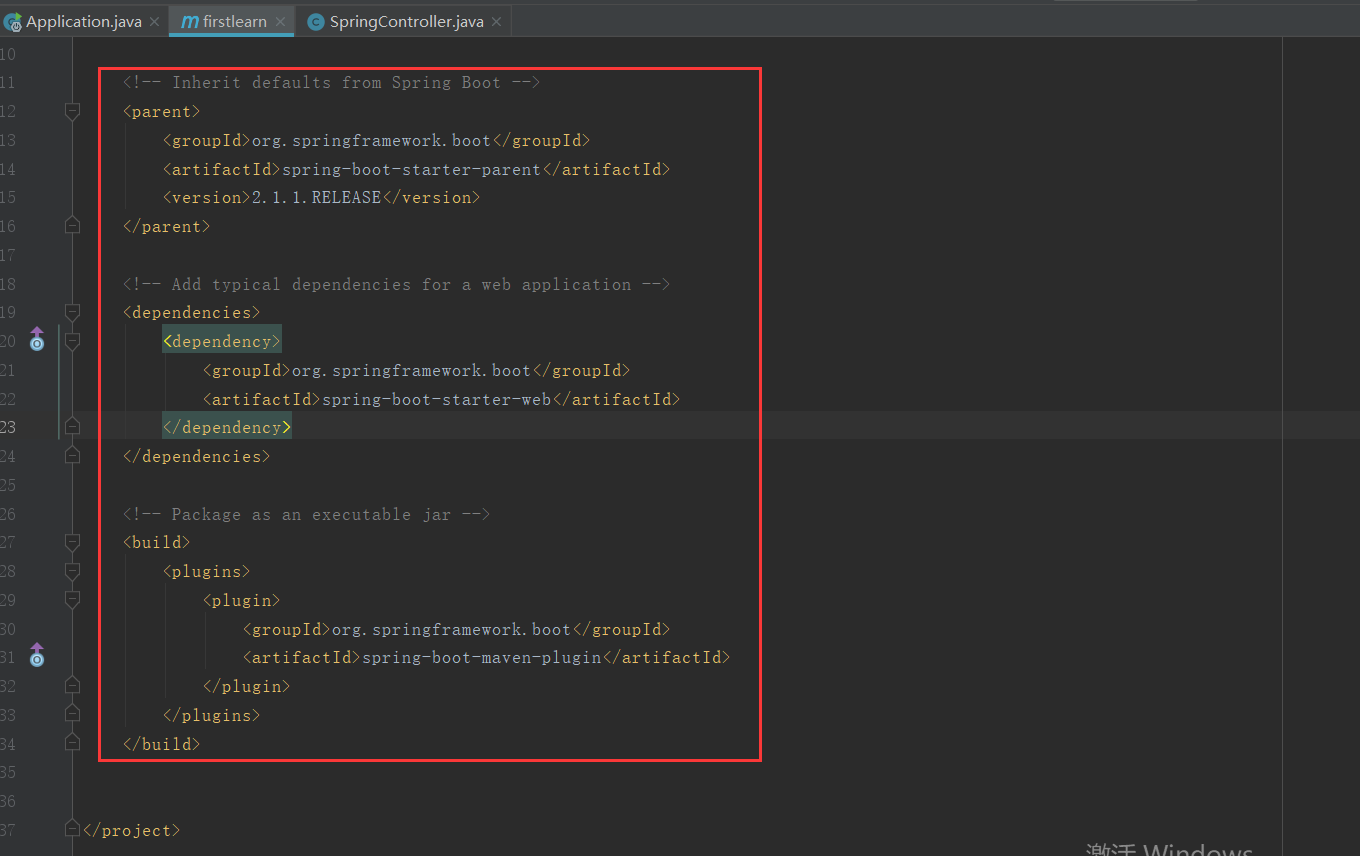 Application.java
firstlearn
SpringController.java
10
11 <!-- Inherit defaults from Spring Boot -->
12 <parent>
13 <groupId>org.springframework.boot</groupId>
14 <artifactId>spring-boot-starter-parent</artifactId>
15 <version>2.1.1.RELEASE</version>
16 </parent>
17
18 <!-- Add typical dependencies for a web application -->
19 <dependencies>
20 <dependency>
21 <groupId>org.springframework.boot</groupId>
22 <artifactId>spring-boot-starter-web</artifactId>
23 </dependency>
24 </dependencies>
25
26 <!-- Package as an executable jar -->
27 <build>
28 <plugins>
29 <plugin>
30 <groupId>org.springframework.boot</groupId>
31 <artifactId>spring-boot-maven-plugin</artifactId>
32 </plugin>
33 </plugins>
34 </build>
35
36
37 </project>
激活 Windows